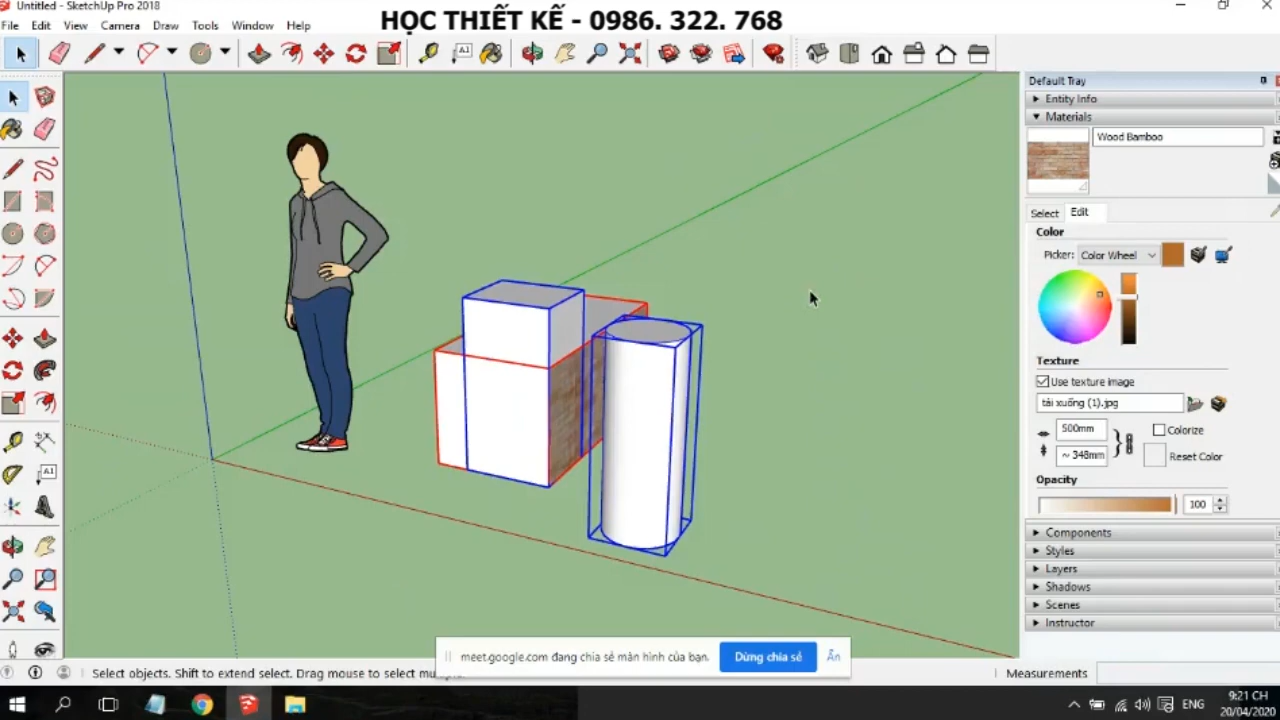 Untitled - SketchUp Pro 2018
HỌC THIẾT KẾ - 0986. 322. 768
File Edit View Camera Draw Tools Window Help
A1
Default Tray
Entity Info
Materials
Wood Bamboo
Select Edit
Color
Picker: Color Wheel
Texture
Use texture image
tải xuống (1).jpg
500mm
Colorize
~ 348mm
Reset Color
Opacity
100
A1
Components
Styles
Layers
Shadows
Scenes
Instructor
meet.google.com đang chia sẻ màn hình của bạn.
Dừng chia sẻ
Ẩn
Select objects. Shift to extend select. Drag mouse to select
Measurements
ENG
9:21 CH
20/04/2020